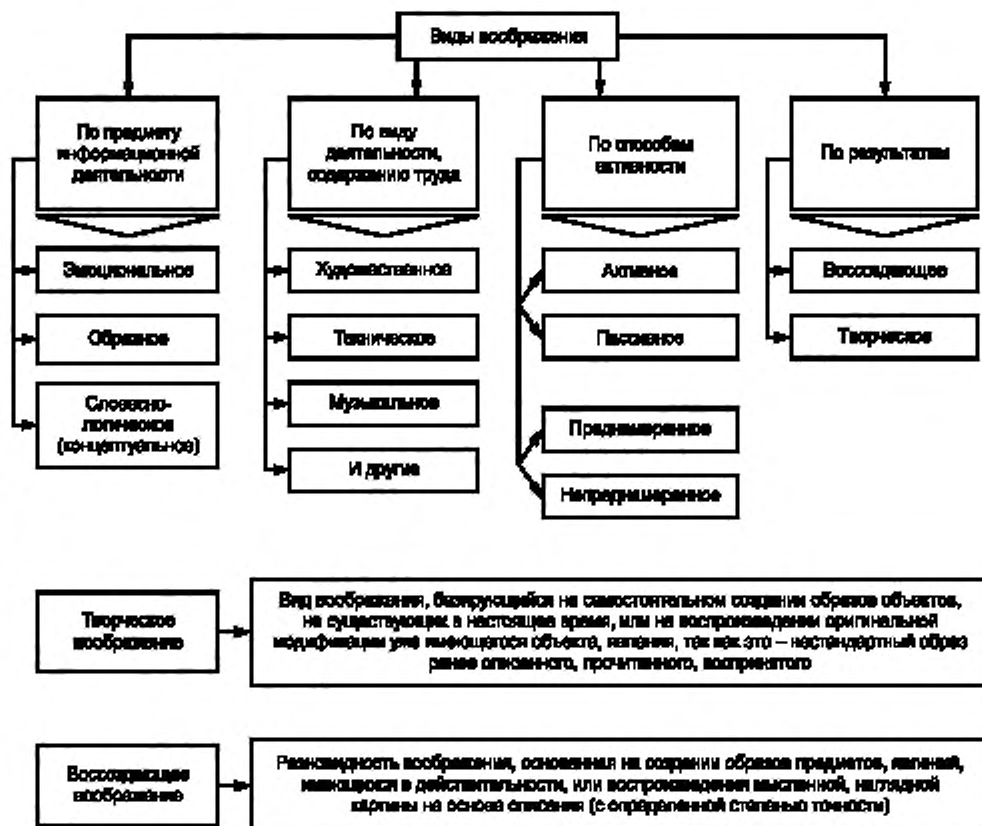 Виды воображения
По предмету
информационной
деятельности
По виду
деятельности,
содержанию труда
По способам
активности
По результатам
Эмоциональное
Образное
Словесно-
логическое
(концептуальное)
Художественное
Техническое
Музыкальное
И другие
Активное
Пассивное
Преднамеренное
Непреднамеренное
Воссоздающее
Творческое
Творческое
воображение
Вид воображения, базирующийся на самостоятельном создании образов объектов,
не существующих в настоящее время, или на воспроизведении оригинальной
модификации уже имеющегося объекта, явления, так как это – нестандартный образ
ранее описанного, прочитанного, воспринятого
Воссоздающее
воображение
Разновидность воображения, основанная на создании образов предметов, явлений,
имеющихся в действительности, или воспроизведении мысленной, наглядной
картины на основе описания (с определенной степенью точности)